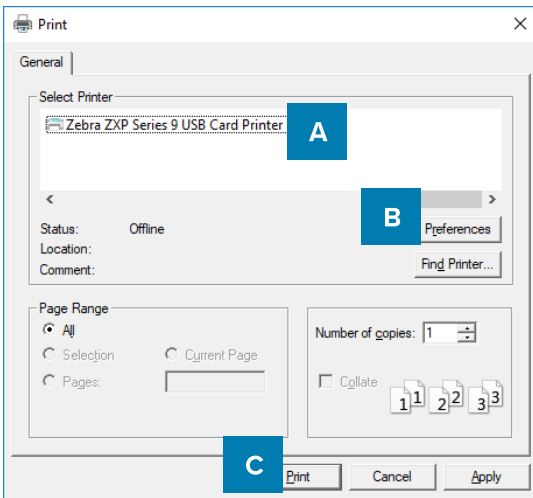 Print
General
Select Printer
Zebra ZXP Series 9 USB Card Printer
A
B
Status: Offline
Preferences
Location:
Comment:
Find Printer...
Page Range
All
Selection
Current Page
Pages:
Number of copies: 1
Collate
1 1 2 2 3 3
C
Print
Cancel
Apply